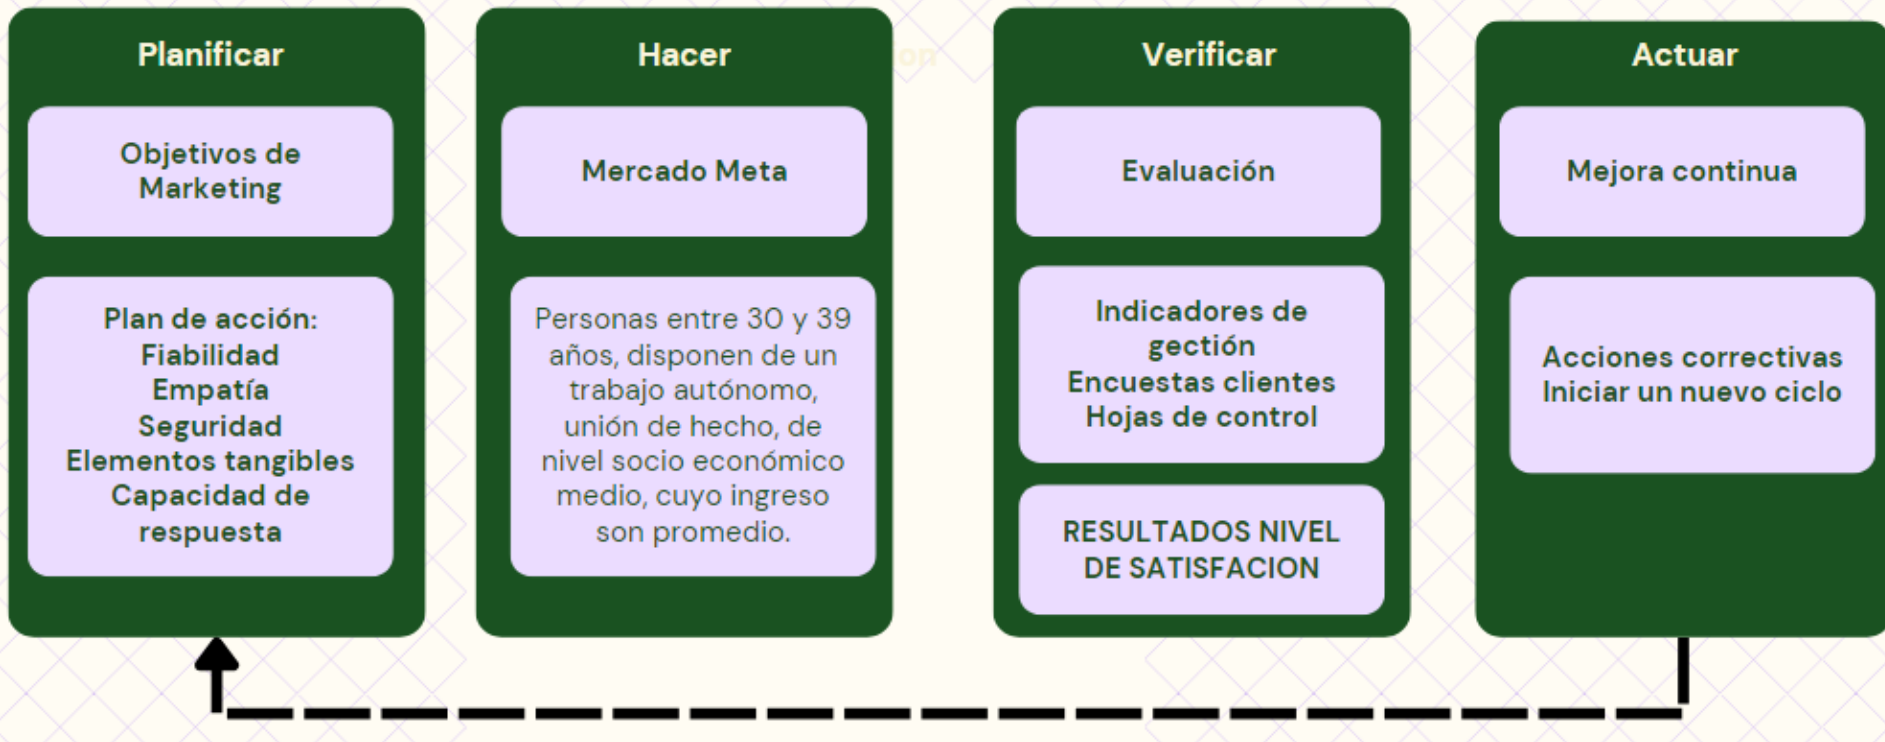 Planificar
Objetivos de
Marketing
Plan de acción:
Fiabilidad
Empatía
Seguridad
Elementos tangibles
Capacidad de
respuesta
Hacer
Mercado Meta
Personas entre 30 y 39
años, disponen de un
trabajo autónomo,
unión de hecho, de
nivel socio económico
medio, cuyo ingreso
son promedio.
Verificar
Evaluación
Indicadores de
gectión
Encuestas clientes
Hojas de control
RESULTADOS NIVEL
DE SATISFACION
Actuar
Mejora continua
Acciones correctivas
Iniciar un nuevo ciclo